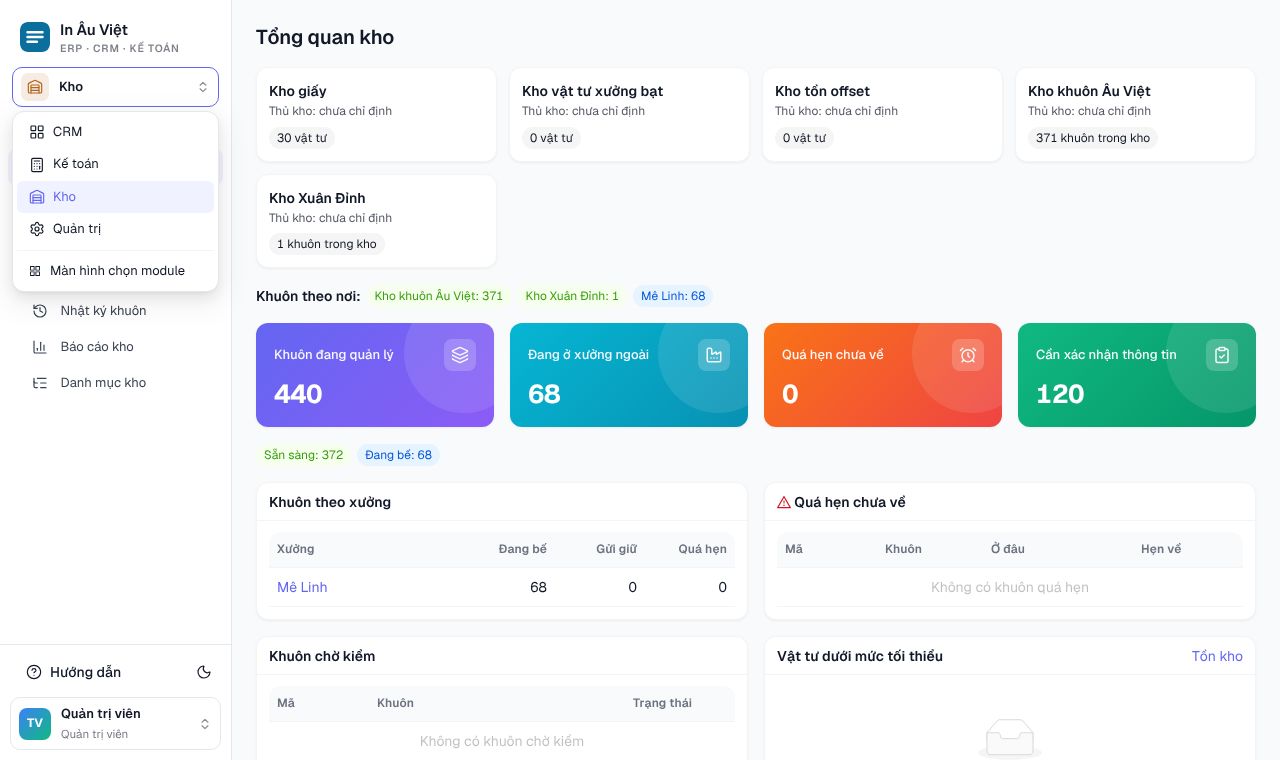 In Âu Việt
ERP · CRM · KẾ TOÁN
Kho
CRM
Kế toán
Kho
Quản trị
Màn hình chọn module
Nhật ký khuôn
Báo cáo kho
Danh mục kho
Hướng dẫn
TV
Quản trị viên
Quản trị viên
Tổng quan kho
Kho giấy
Thủ kho: chưa chỉ định
30 vật tư
Kho vật tư xưởng bạt
Thủ kho: chưa chỉ định
0 vật tư
Kho tồn offset
Thủ kho: chưa chỉ định
0 vật tư
Kho khuôn Âu Việt
Thủ kho: chưa chỉ định
371 khuôn trong kho
Kho Xuân Đỉnh
Thủ kho: chưa chỉ định
1 khuôn trong kho
Khuôn theo nơi: Kho khuôn Âu Việt: 371 Kho Xuân Đỉnh: 1 Mê Linh: 68
Khuôn đang quản lý
440
Đang ở xưởng ngoài
68
Quá hẹn chưa về
0
Cần xác nhận thông tin
120
Sẵn sàng: 372 Đang bế: 68
Khuôn theo xưởng
Xưởng Đang bế Gửi giữ Quá hẹn
Mê Linh 68 0 0
Quá hẹn chưa về
Mã Khuôn Ở đâu Hẹn về
Không có khuôn quá hẹn
Khuôn chờ kiểm
Mã Khuôn Trạng thái
Không có khuôn chờ kiểm
Vật tư dưới mức tối thiểu Tồn kho